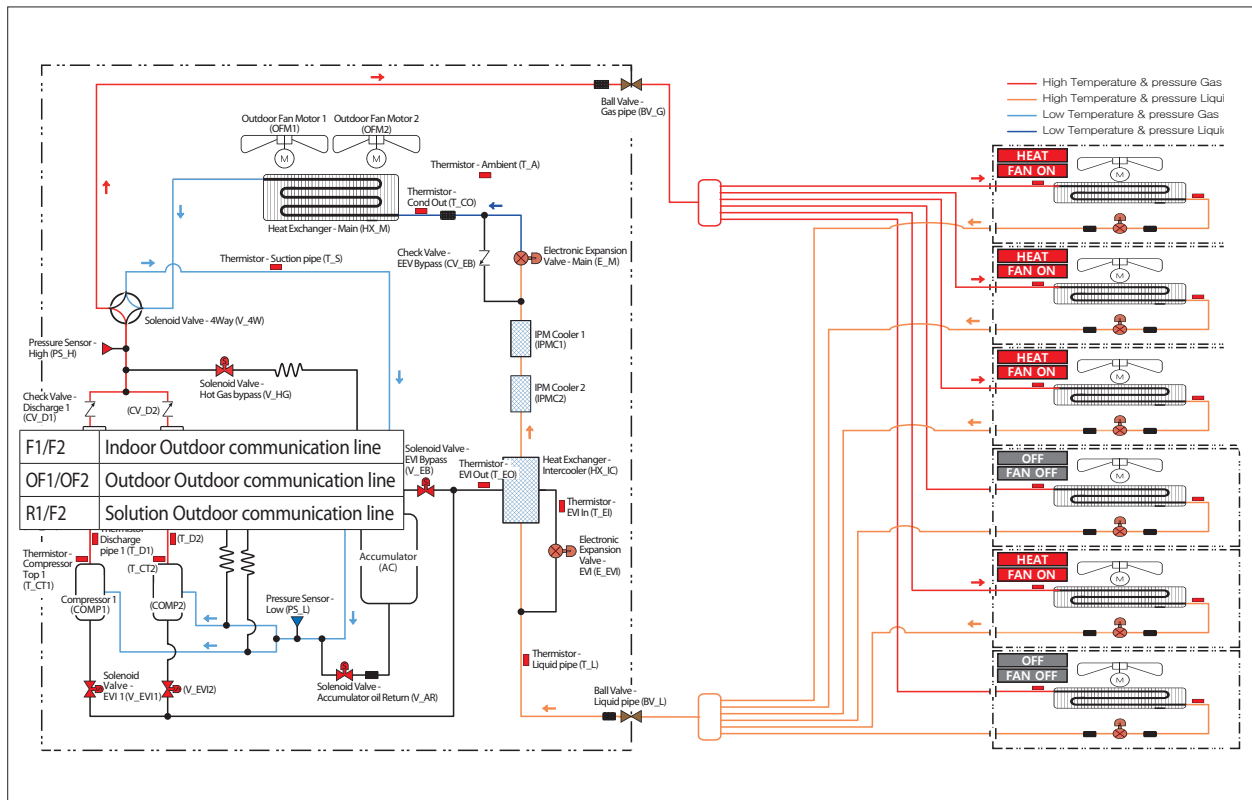 High Temperature & pressure Gas
High Temperature & pressure Liqui
Low Temperature & pressure Gas
Low Temperature & pressure Liquid
Ball Valve -
Gas pipe (BV_G)
Outdoor Fan Motor 1
(OFM1)
Outdoor Fan Motor 2
(OFM2)
M
M
Thermistor - Ambient (T_A)
Thermistor -
Cond Out (T_CO)
Heat Exchanger - Main (HX_M)
Check Valve -
EEV Bypass (CV_EB)
Electronic Expansion
Valve - Main (E_M)
Thermistor - Suction pipe (T_S)
Solenoid Valve - 4Way (V_4W)
Pressure Sensor -
High (PS_H)
IPM Cooler 1
(IPMC1)
IPM Cooler 2
(IPMC2)
S
Solenoid Valve -
Hot Gas bypass (V_HG)
Check Valve -
Discharge 1
(CV_D1)
(CV_D2)
F1/F2 Indoor Outdoor communication line
OF1/OF2 Outdoor Outdoor communication line
R1/F2 Solution Outdoor communication line
Solenoid Valve -
EVI Bypass
(V_EB)
Thermistor -
EVI Out (T_EO)
Heat Exchanger -
Intercooler (HX_IC)
Thermistor -
EVI In (T_EI)
Electronic
Expansion
Valve -
EVI (E_EVI)
Thermistor
Discharge
pipe 1 (T_D1)
(T_D2)
Thermistor -
Compressor
Top 1
(T_CT1)
(T_CT2)
Compressor 1
(COMP1)
(COMP2)
Accumulator
(AC)
Pressure Sensor -
Low (PS_L)
Solenoid
Valve -
EVI 1 (V_EVI1)
(V_EVI2)
Solenoid Valve -
Accumulator oil Return (V_AR)
Thermistor -
Liquid pipe (T_L)
Ball Valve -
Liquid pipe (BV_L)
HEAT
FAN ON
M
HEAT
FAN ON
M
HEAT
FAN ON
M
OFF
FAN OFF
M
HEAT
FAN ON
M
OFF
FAN OFF
M